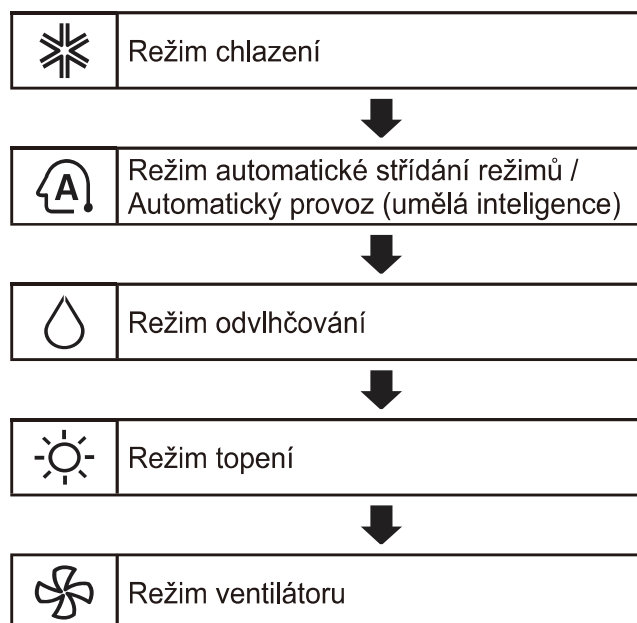 Režim chlazení
A
Režim automatické střídání režimů /
Automatický provoz (umělá inteligence)
Režim odvlhčování
Režim topení
Režim ventilátoru